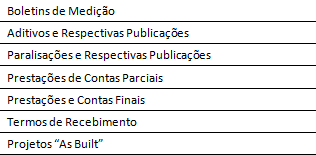 Boletins de Medição
Aditivos e Respectivas Publicações
Paralisações e Respectivas Publicações
Prestações de Contas Parciais
Prestações e Contas Finais
Termos de Recebimento
Projetos “As Built”